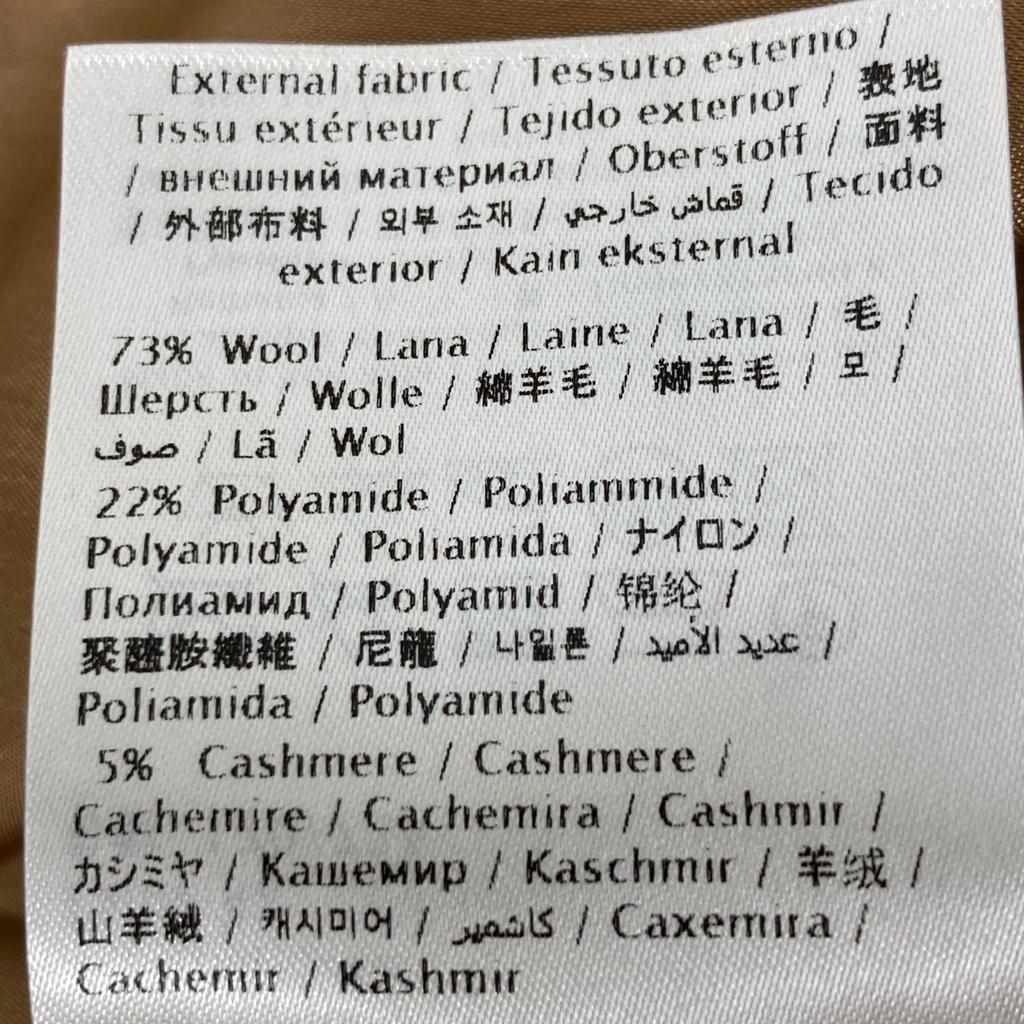 External fabric / Tessuto esterno /
Tissu extérieur / Tejido exterior / 表地
/ внешний материал / Oberstoff / 面料
/ 外部布料 / 외부 소재 / قماش خارجي / Tecido
exterior / Kain eksternal
73% Wool / Lana / Laine / Lana / 毛 /
Шерсть / Wolle / 綿羊毛 / 綿羊毛 / 모 /
صوف / Lã / Wol
22% Polyamide / Poliammide /
Polyamide / Poliamida / ナイロン /
Полиамид / Polyamid / 锦纶 /
聚醯胺纖維 / 尼龍 / 나일론 / عديد الأميد /
Poliamida / Polyamide
5% Cashmere / Cashmere /
Cachemire / Cachemira / Cashmir /
カシミヤ / Кашемир / Kaschmir / 羊绒 /
山羊絨 / 캐시미어 / كاشمير / Caxemira /
Cachemir / Kashmir